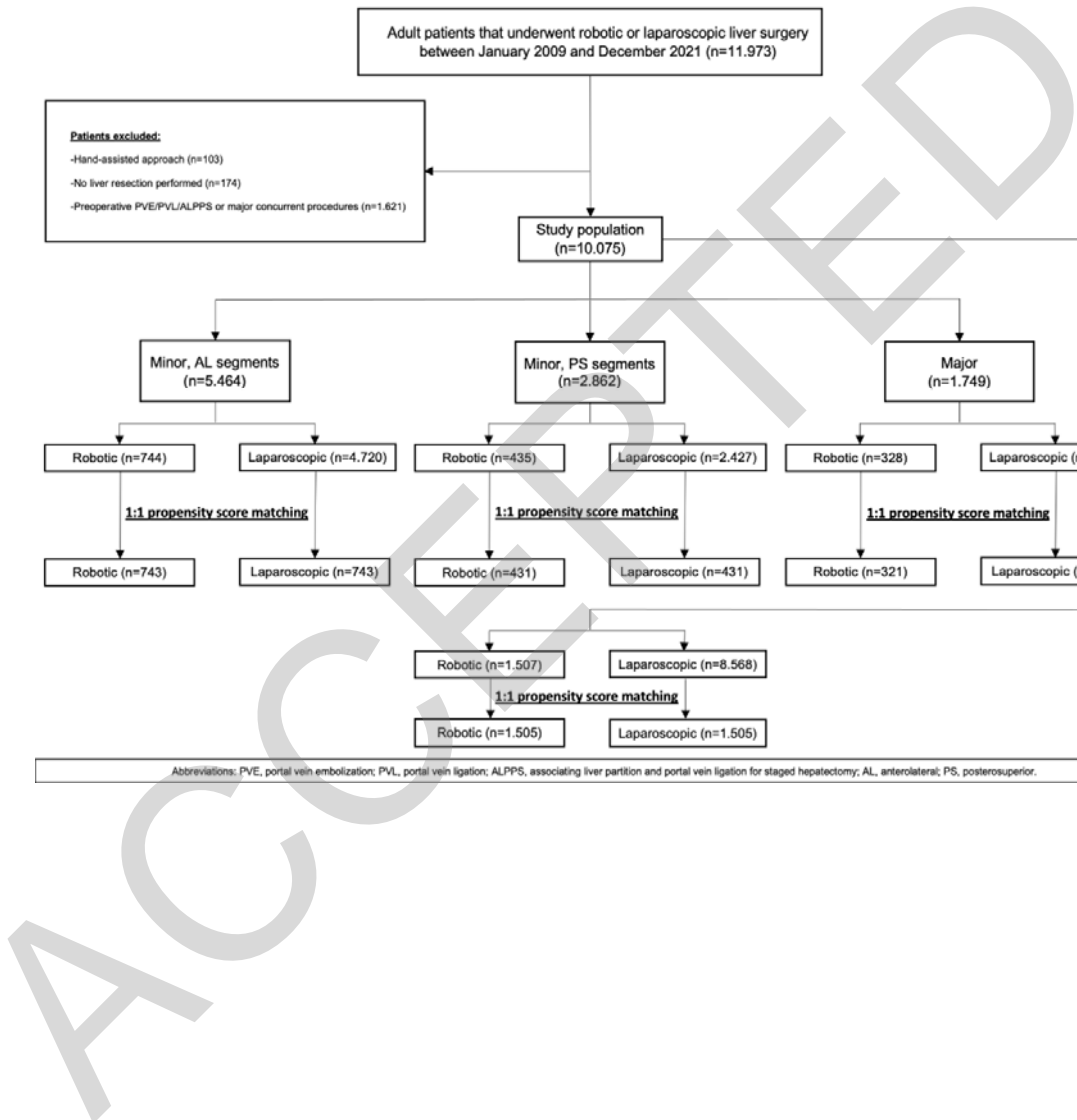 Adult patients that underwent robotic or laparoscopic liver surgery
between January 2009 and December 2021 (n=11.973)
Patients excluded:
-Hand-assisted approach (n=103)
-No liver resection performed (n=174)
-Preoperative PVE/PVL/ALPPS or major concurrent procedures (n=1.621)
Study population
(n=10.075)
Minor, AL segments
(n=5.464)
Minor, PS segments
(n=2.862)
Major
(n=1.749)
Robotic (n=744)
Laparoscopic (n=4.720)
Robotic (n=435)
Laparoscopic (n=2.427)
Robotic (n=328)
Laparoscopic (n
1:1 propensity score matching
1:1 propensity score matching
1:1 propensity score matching
Robotic (n=743)
Laparoscopic (n=743)
Robotic (n=431)
Laparoscopic (n=431)
Robotic (n=321)
Laparoscopic (
Robotic (n=1.507)
Laparoscopic (n=8.568)
1:1 propensity score matching
Robotic (n=1.505)
Laparoscopic (n=1.505)
Abbreviations: PVE, portal vein embolization; PVL, portal vein ligation; ALPPS, associating liver partition and portal vein ligation for staged hepatectomy; AL, anterolateral; PS, posterosuperior.
ACCEPTED